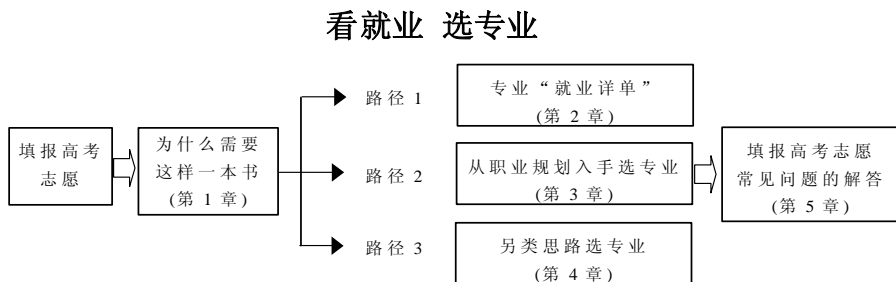 看就业 选专业
填报高考
志愿
为什么需要
这样一本书
(第 1 章)
路径 1
专业“就业详单”
(第 2 章)
路径 2
从职业规划入手选专业
(第 3 章)
路径 3
另类思路选专业
(第 4 章)
填报高考志愿
常见问题的解答
(第 5 章)